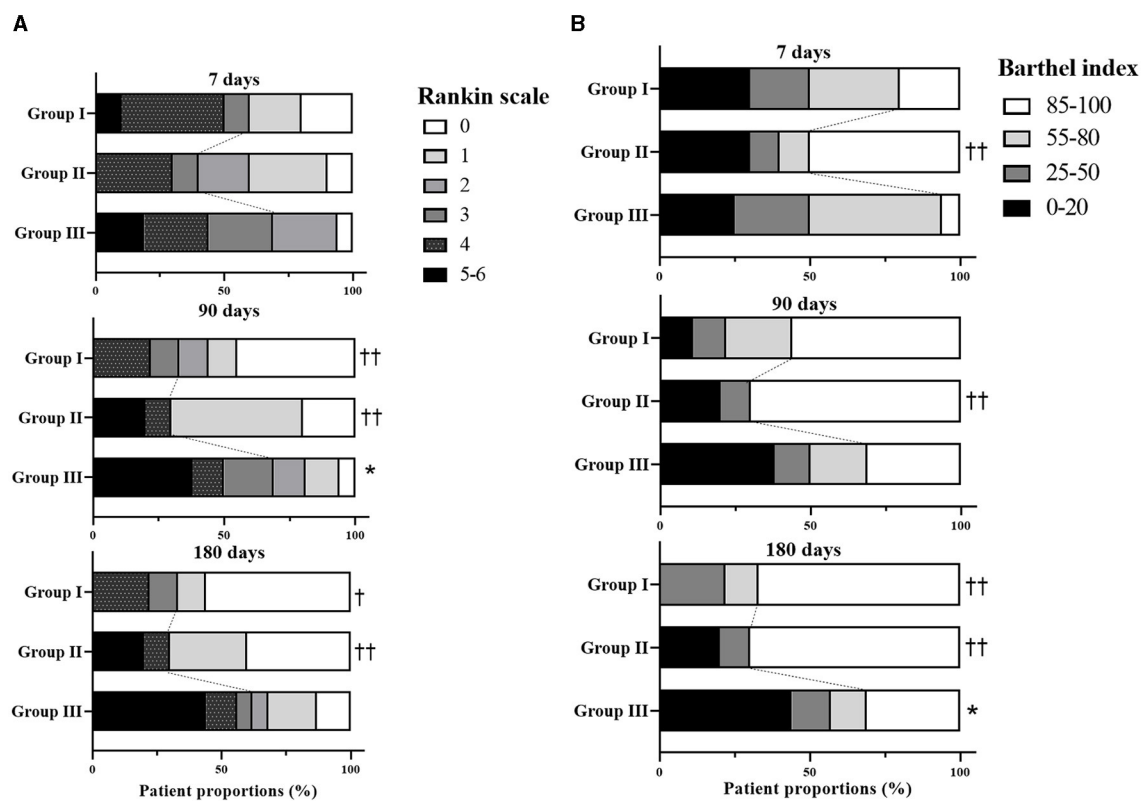 A
7 days
Group I
Group II
Group III
0 50 100
Rankin scale
0
1
2
3
4
5-6
90 days
Group I ††
Group II ††
Group III *
0 50 100
180 days
Group I †
Group II ††
Group III
0 50 100
Patient proportions (%)
B
7 days
Group I
Group II ††
Group III
0 50 100
Barthel index
85-100
55-80
25-50
0-20
90 days
Group I
Group II ††
Group III
0 50 100
180 days
Group I ††
Group II ††
Group III *
0 50 100
Patient proportions (%)